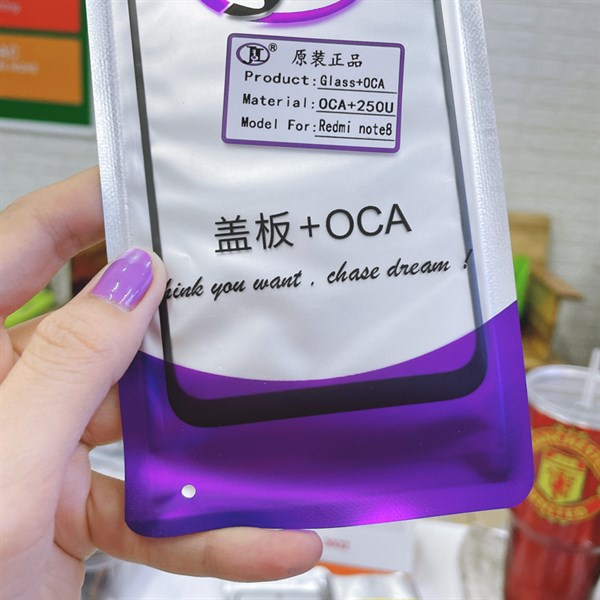 ®
原装正品
Product: Glass+OCA
Material: OCA+250U
Model For: Redmi note8
盖板+OCA
hink you want , chase dream !